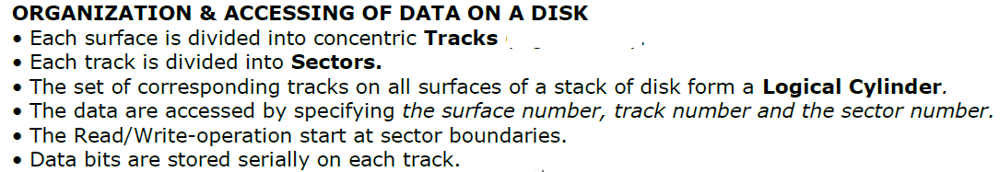 ORGANIZATION & ACCESSING OF DATA ON A DISK
• Each surface is divided into concentric Tracks
• Each track is divided into Sectors.
• The set of corresponding tracks on all surfaces of a stack of disk form a Logical Cylinder.
• The data are accessed by specifying the surface number, track number and the sector number.
• The Read/Write-operation start at sector boundaries.
• Data bits are stored serially on each track.